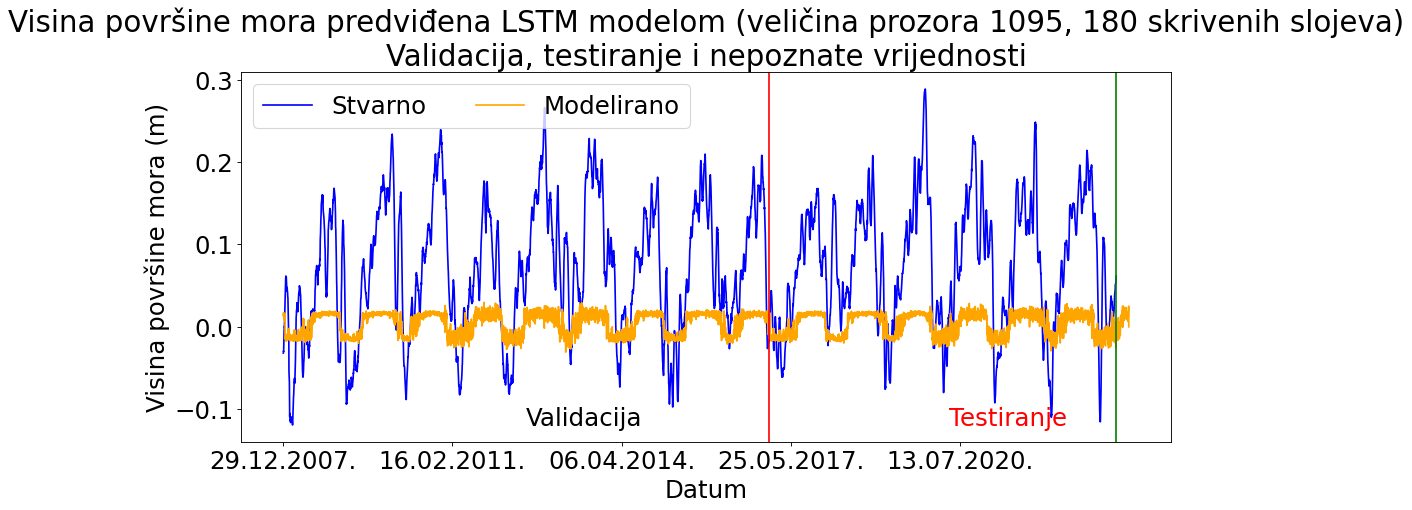 Visina površine mora predviđena LSTM modelom (veličina prozora 1095, 180 skrivenih slojeva)
Validacija, testiranje i nepoznate vrijednosti
Stvarno
Modelirano
Visina površine mora (m)
0.3
0.2
0.1
0.0
−0.1
Validacija
Testiranje
29.12.2007.
16.02.2011.
06.04.2014.
25.05.2017.
13.07.2020.
Datum